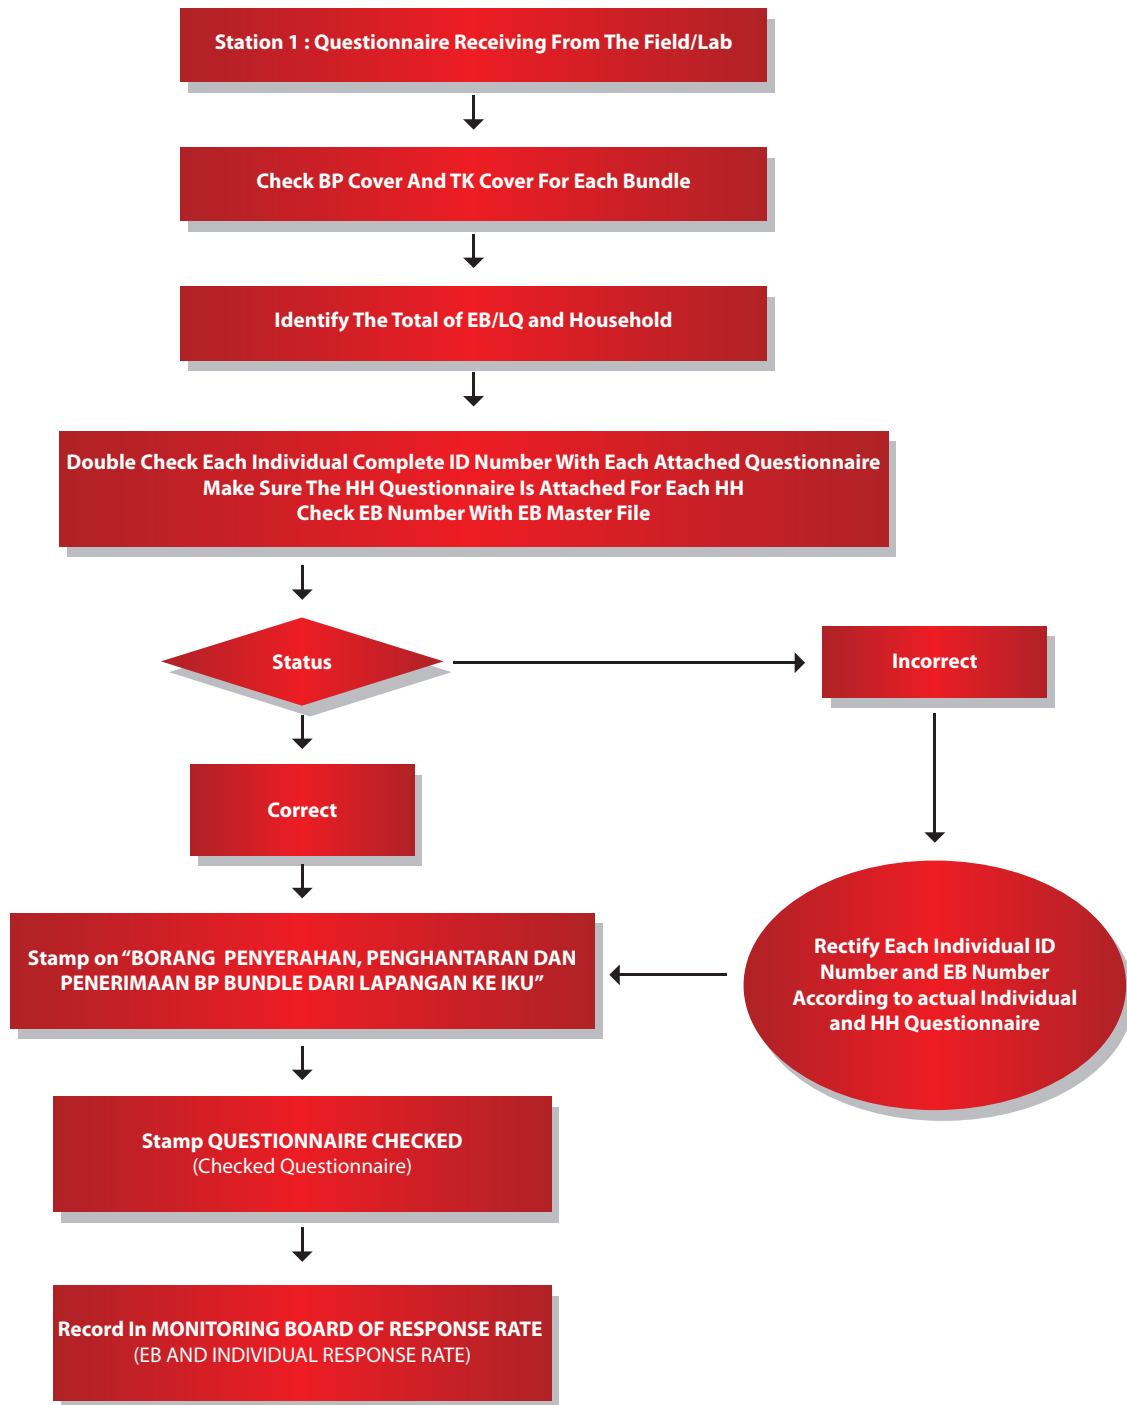 Station 1 : Questionnaire Receiving From The Field/Lab
Check BP Cover And TK Cover For Each Bundle
Identify The Total of EB/LQ and Household
Double Check Each Individual Complete ID Number With Each Attached Questionnaire
Make Sure The HH Questionnaire Is Attached For Each HH
Check EB Number With EB Master File
Status
Incorrect
Correct
Stamp on “BORANG PENYERAHAN, PENGHANTARAN DAN
PENERIMAAN BP BUNDLE DARI LAPANGAN KE IKU”
Rectify Each Individual ID
Number and EB Number
According to actual Individual
and HH Questionnaire
Stamp QUESTIONNAIRE CHECKED
(Checked Questionnaire)
Record In MONITORING BOARD OF RESPONSE RATE
(EB AND INDIVIDUAL RESPONSE RATE)